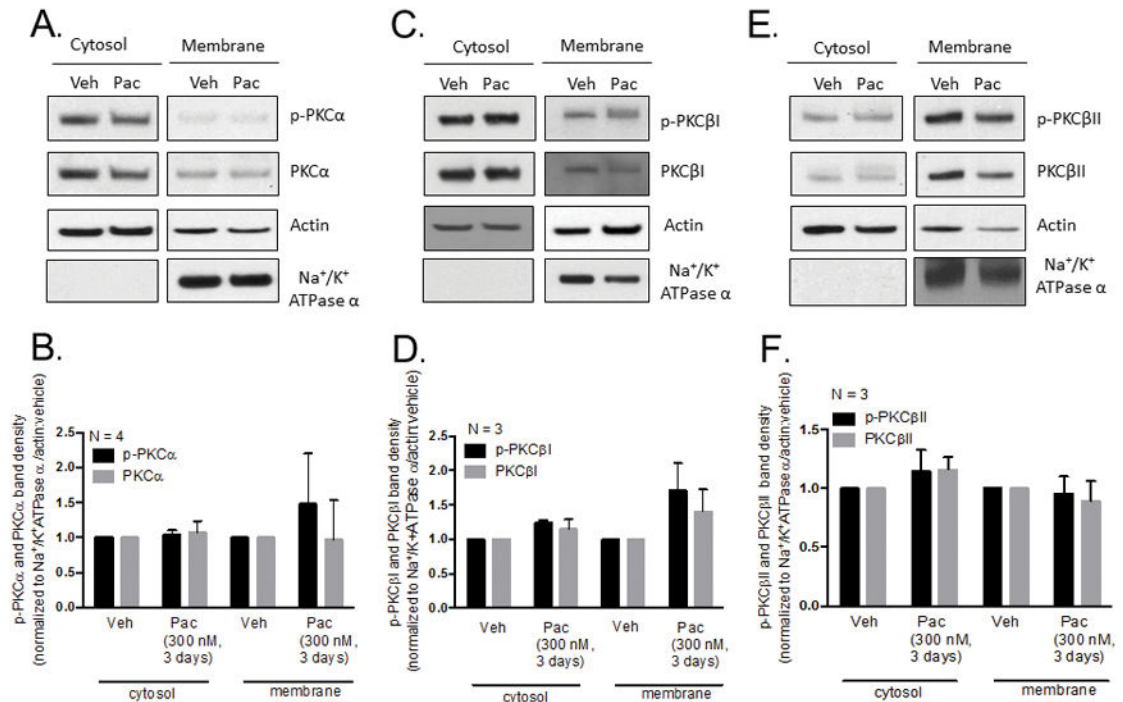 A.
Cytosol Membrane
Veh Pac Veh Pac
p-PKCα
PKCα
Actin
Na⁺/K⁺
ATPase α
C.
Cytosol Membrane
Veh Pac Veh Pac
p-PKCβI
PKCβI
Actin
Na⁺/K⁺
ATPase α
E.
Cytosol Membrane
Veh Pac Veh Pac
p-PKCβII
PKCβII
Actin
Na⁺/K⁺
ATPase α
B.
p-PKCα and PKCα band density
(normalized to Na⁺/K⁺ATPase α/actin:vehicle)
N = 4
p-PKCα
PKCα
2.5
2.0
1.5
1.0
0.5
0.0
Veh Pac Veh Pac
(300 nM, (300 nM,
3 days) 3 days)
cytosol membrane
D.
p-PKCβI and PKCβI band density
(normalized to Na⁺/K+ATPase α/actin:vehicle)
N = 3
p-PKCβI
PKCβI
2.5
2.0
1.5
1.0
0.5
0.0
Veh Pac Veh Pac
(300 nM, (300 nM,
3 days) 3 days)
cytosol membrane
F.
p-PKCβII and PKCβII band density
(normalized to Na⁺/K⁺ATPase α/actin:vehicle)
N = 3
p-PKCβII
PKCβII
1.5
1.0
0.5
0.0
Veh Pac Veh Pac
(300 nM, (300 nM,
3 days) 3 days)
cytosol membrane